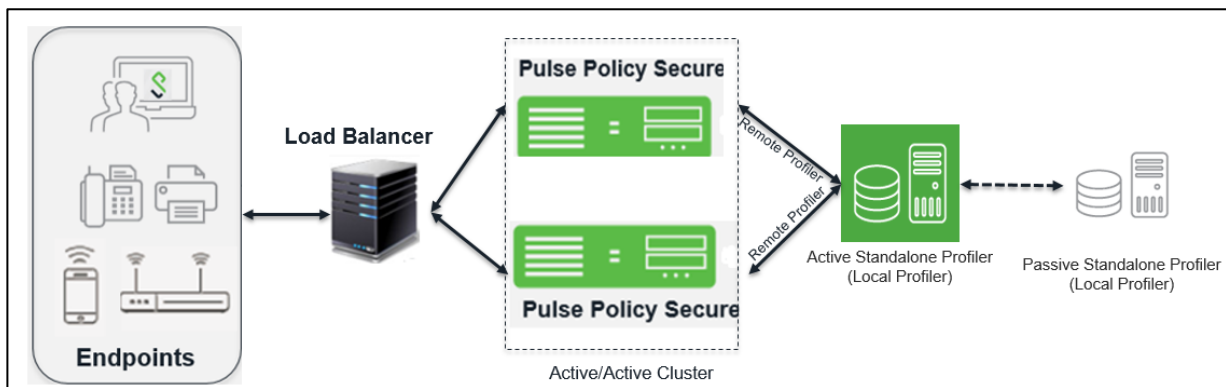 Endpoints
Load Balancer
Pulse Policy Secure
Pulse Policy Secure
Active/Active Cluster
Remote Profiler
Remote Profiler
Active Standalone Profiler
(Local Profiler)
Passive Standalone Profiler
(Local Profiler)